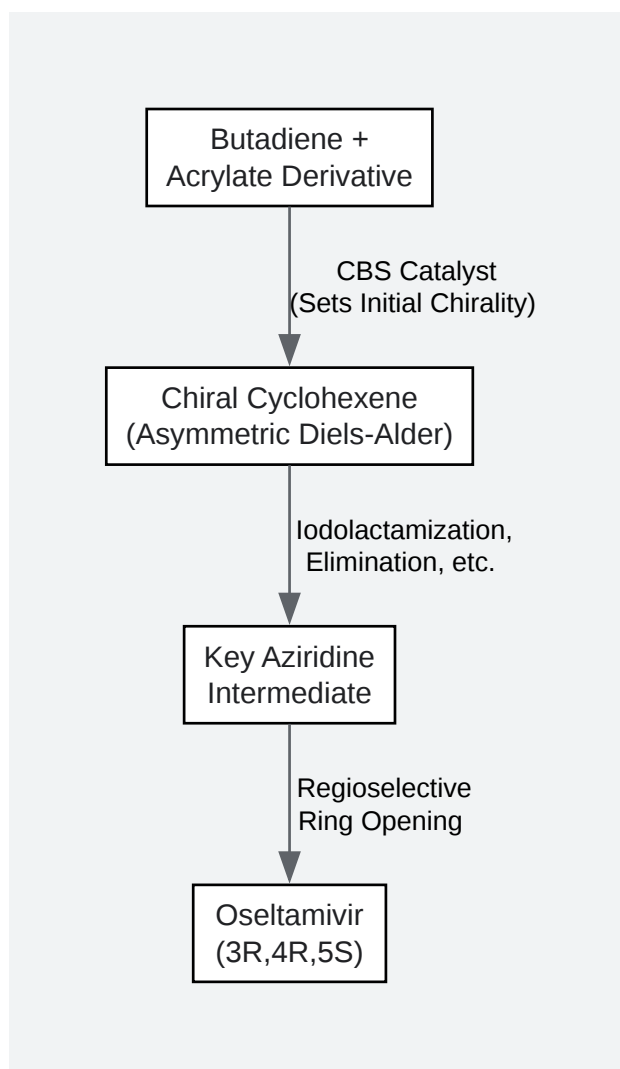 Butadiene +
Acrylate Derivative
CBS Catalyst
(Sets Initial Chirality)
Chiral Cyclohexene
(Asymmetric Diels-Alder)
Iodolactamization,
Elimination, etc.
Key Aziridine
Intermediate
Regioselective
Ring Opening
Oseltamivir
(3R,4R,5S)